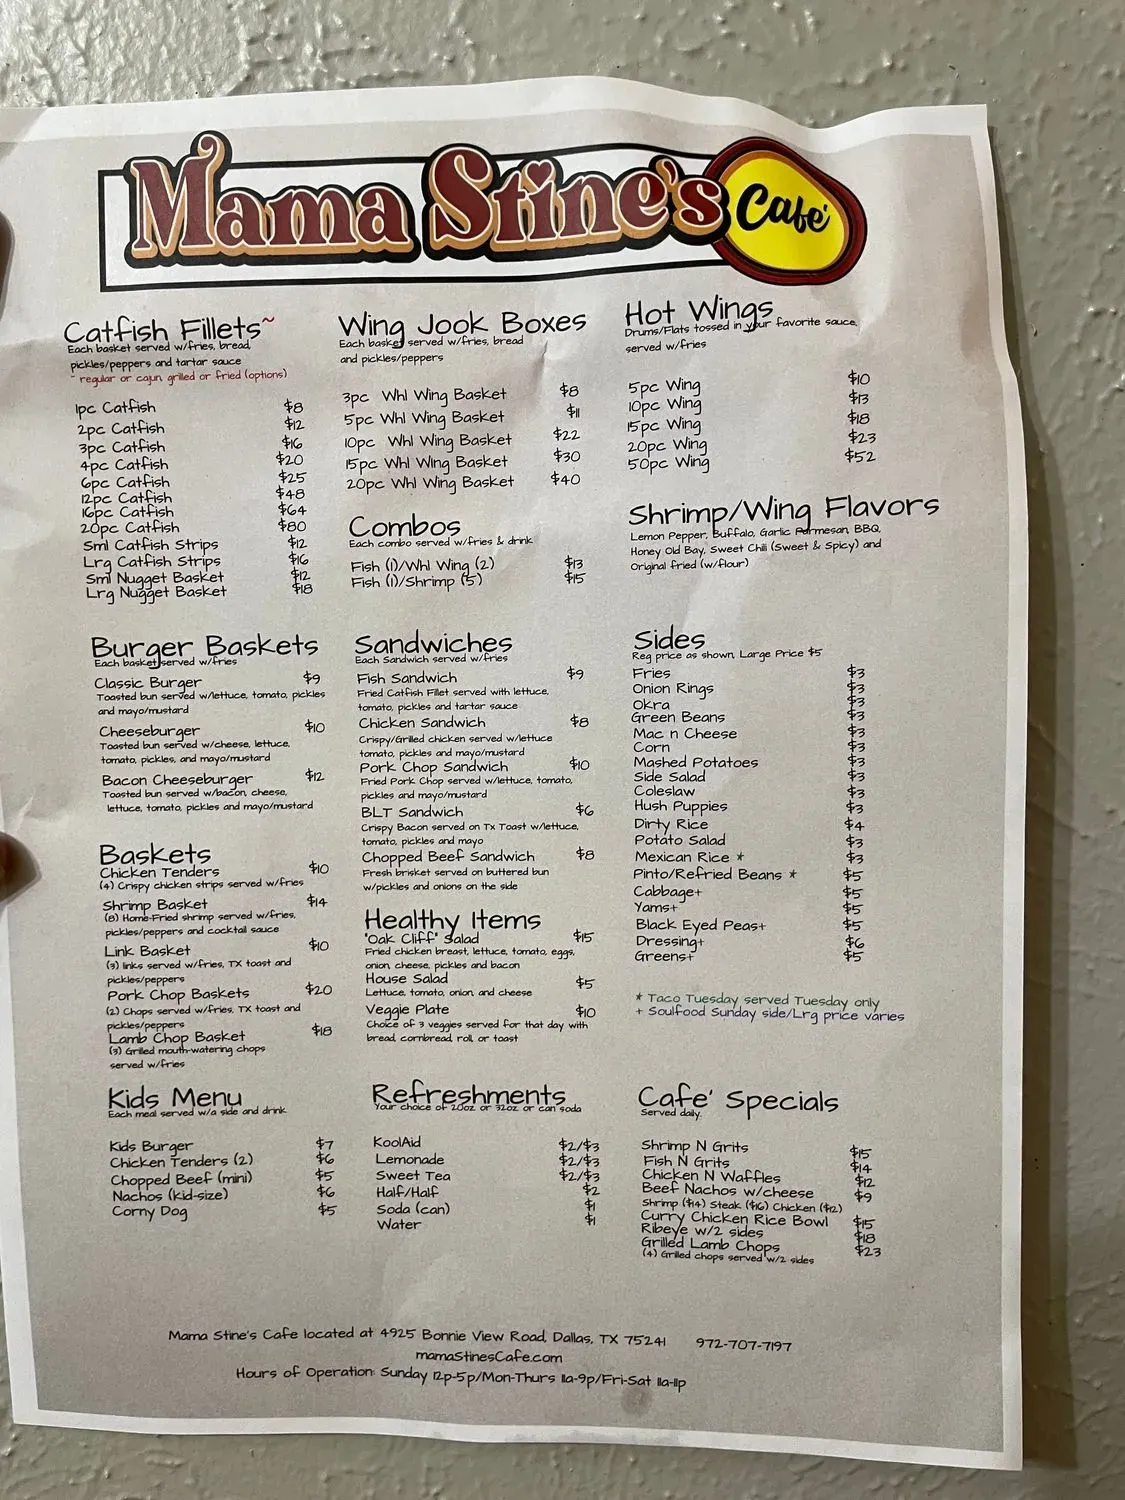 Mama Stine's Cafe'
Catfish Fillets~
Each basket served w/fries, bread,
pickles/peppers and tartar sauce
~ regular or cajun, grilled or fried (options)
1pc Catfish $8
2pc Catfish $12
3pc Catfish $16
4pc Catfish $20
6pc Catfish $25
12pc Catfish $48
16pc Catfish $64
20pc Catfish $80
Sml Catfish Strips $12
Lrg Catfish Strips $16
Sml Nugget Basket $12
Lrg Nugget Basket $18
Wing Jook Boxes
Each basket served w/fries, bread
and pickles/peppers
3pc Whl Wing Basket $8
5pc Whl Wing Basket $11
10pc Whl Wing Basket $22
15pc Whl Wing Basket $30
20pc Whl Wing Basket $40
Combos
Each combo served w/fries & drink
Fish (1)/Whl Wing (2) $13
Fish (1)/Shrimp (5) $15
Hot Wings
Drums/Flats tossed in your favorite sauce,
served w/fries
5pc Wing $10
10pc Wing $13
15pc Wing $18
20pc Wing $23
50pc Wing $52
Shrimp/Wing Flavors
Lemon Pepper, Buffalo, Garlic Parmesan, BBQ,
Honey Old Bay, Sweet Chili (Sweet & Spicy) and
Original fried (w/flour)
Burger Baskets
Each basket served w/fries
Classic Burger $9
Toasted bun served w/lettuce, tomato, pickles
and mayo/mustard
Cheeseburger $10
Toasted bun served w/cheese, lettuce,
tomato, pickles, and mayo/mustard
Bacon Cheeseburger $12
Toasted bun served w/bacon, cheese,
lettuce, tomato, pickles and mayo/mustard
Baskets
Chicken Tenders $10
(4) Crispy chicken strips served w/fries
Shrimp Basket $14
(8) Home-Fried shrimp served w/fries,
pickles/peppers and cocktail sauce
Link Basket $10
(3) links served w/fries, TX toast and
pickles/peppers
Pork Chop Baskets $20
(2) Chops served w/fries, TX toast and
pickles/peppers
Lamb Chop Basket $18
(3) Grilled mouth-watering chops
served w/fries
Sandwiches
Each Sandwich served w/fries
Fish Sandwich $9
Fried Catfish Fillet served with lettuce,
tomato, pickles and tartar sauce
Chicken Sandwich $8
Crispy/Grilled chicken served w/lettuce
tomato, pickles and mayo/mustard
Pork Chop Sandwich $10
Fried Pork Chop served w/lettuce, tomato,
pickles and mayo/mustard
BLT Sandwich $6
Crispy Bacon served on Tx Toast w/lettuce,
tomato, pickles and mayo
Chopped Beef Sandwich $8
Fresh brisket served on buttered bun
w/pickles and onions on the side
Healthy Items
"Oak Cliff" Salad $15
Fried chicken breast, lettuce, tomato, eggs,
onion, cheese, pickles and bacon
House Salad $5
Lettuce, tomato, onion, and cheese
Veggie Plate $10
Choice of 3 veggies served for that day with
bread, cornbread, roll, or toast
Sides
Reg price as shown, Large Price $5
Fries $3
Onion Rings $3
Okra $3
Green Beans $3
Mac n Cheese $3
Corn $3
Mashed Potatoes $3
Side Salad $3
Coleslaw $3
Hush Puppies $3
Dirty Rice $4
Potato Salad $3
Mexican Rice * $3
Pinto/Refried Beans * $5
Cabbage+ $5
Yams+ $5
Black Eyed Peas+ $5
Dressing+ $6
Greens+ $5
* Taco Tuesday served Tuesday only
+ Soulfood Sunday side/Lrg price varies
Kids Menu
Each meal served w/a side and drink
Kids Burger $7
Chicken Tenders (2) $6
Chopped Beef (mini) $5
Nachos (kid-size) $6
Corny Dog $5
Refreshments
Your choice of 20oz or 32oz or can soda
KoolAid $2/$3
Lemonade $2/$3
Sweet Tea $2/$3
Half/Half $2
Soda (can) $1
Water $1
Cafe' Specials
Served daily.
Shrimp N Grits $15
Fish N Grits $14
Chicken N Waffles $12
Beef Nachos w/cheese $9
Shrimp ($14) Steak ($16) Chicken ($12)
Curry Chicken Rice Bowl $15
Ribeye w/2 sides $18
Grilled Lamb Chops $23
(4) Grilled chops served w/2 sides
Mama Stine's Cafe located at 4925 Bonnie View Road, Dallas, TX 75241 972-707-7197
mamaStinesCafe.com
Hours of Operation: Sunday 12p-5p/Mon-Thurs 11a-9p/Fri-Sat 11a-11p